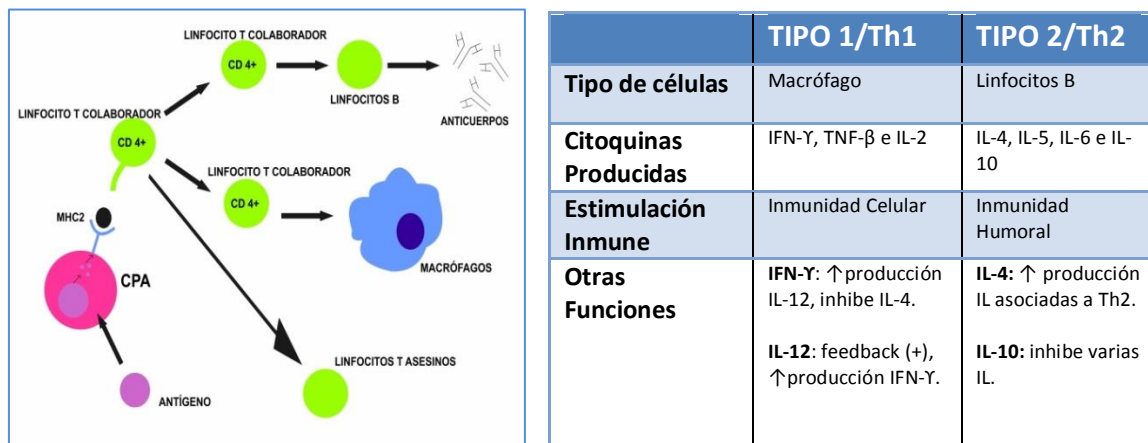 LINFOCITO T COLABORADOR
CD 4+
LINFOCITOS B
ANTICUERPOS
LINFOCITO T COLABORADOR
CD 4+
LINFOCITO T COLABORADOR
CD 4+
MACRÓFAGOS
MHC2
CPA
LINFOCITOS T ASESINOS
ANTÍGENO
TIPO 1/Th1
TIPO 2/Th2
Tipo de células
Macrófago
Linfocitos B
Citoquinas
Producidas
IFN-ϒ, TNF-β e IL-2
IL-4, IL-5, IL-6 e IL-
10
Estimulación
Inmune
Inmunidad Celular
Inmunidad
Humoral
Otras
Funciones
IFN-ϒ: ↑producción
IL-12, inhibe IL-4.
IL-12: feedback (+),
↑producción IFN-ϒ.
IL-4: ↑ producción
IL asociadas a Th2.
IL-10: inhibe varias
IL.